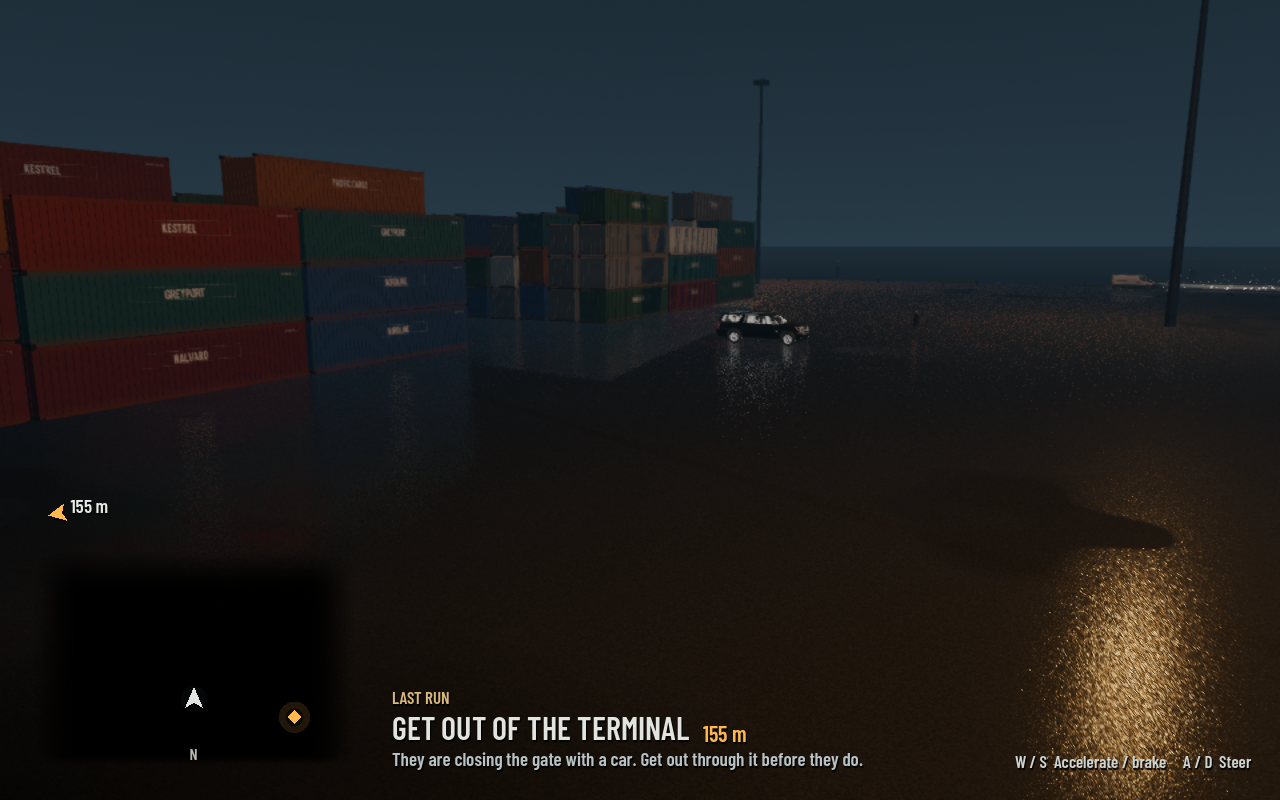 KESTREL
KESTREL
GREYPORT
GREYPORT
HALVARD
155 m
N
LAST RUN
GET OUT OF THE TERMINAL 155 m
They are closing the gate with a car. Get out through it before they do.
W / S Accelerate / brake A / D Steer